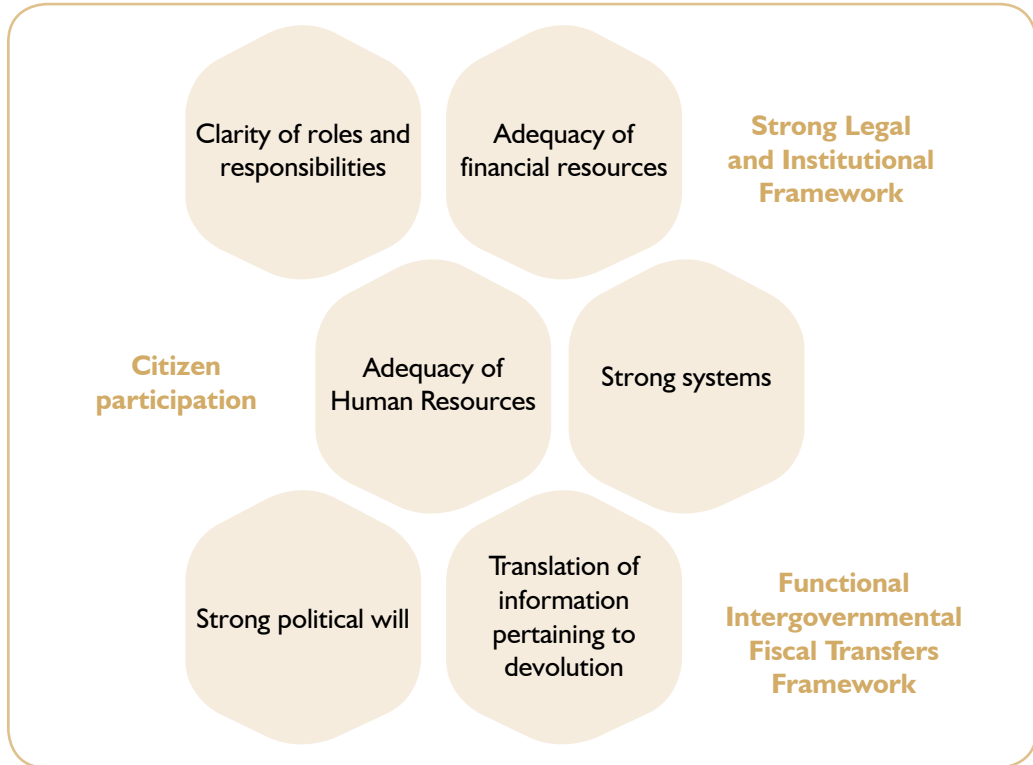 Clarity of roles and
responsibilities
Adequacy of
financial resources
Strong Legal
and Institutional
Framework
Citizen
participation
Adequacy of
Human Resources
Strong systems
Strong political will
Translation of
information
pertaining to
devolution
Functional
Intergovernmental
Fiscal Transfers
Framework